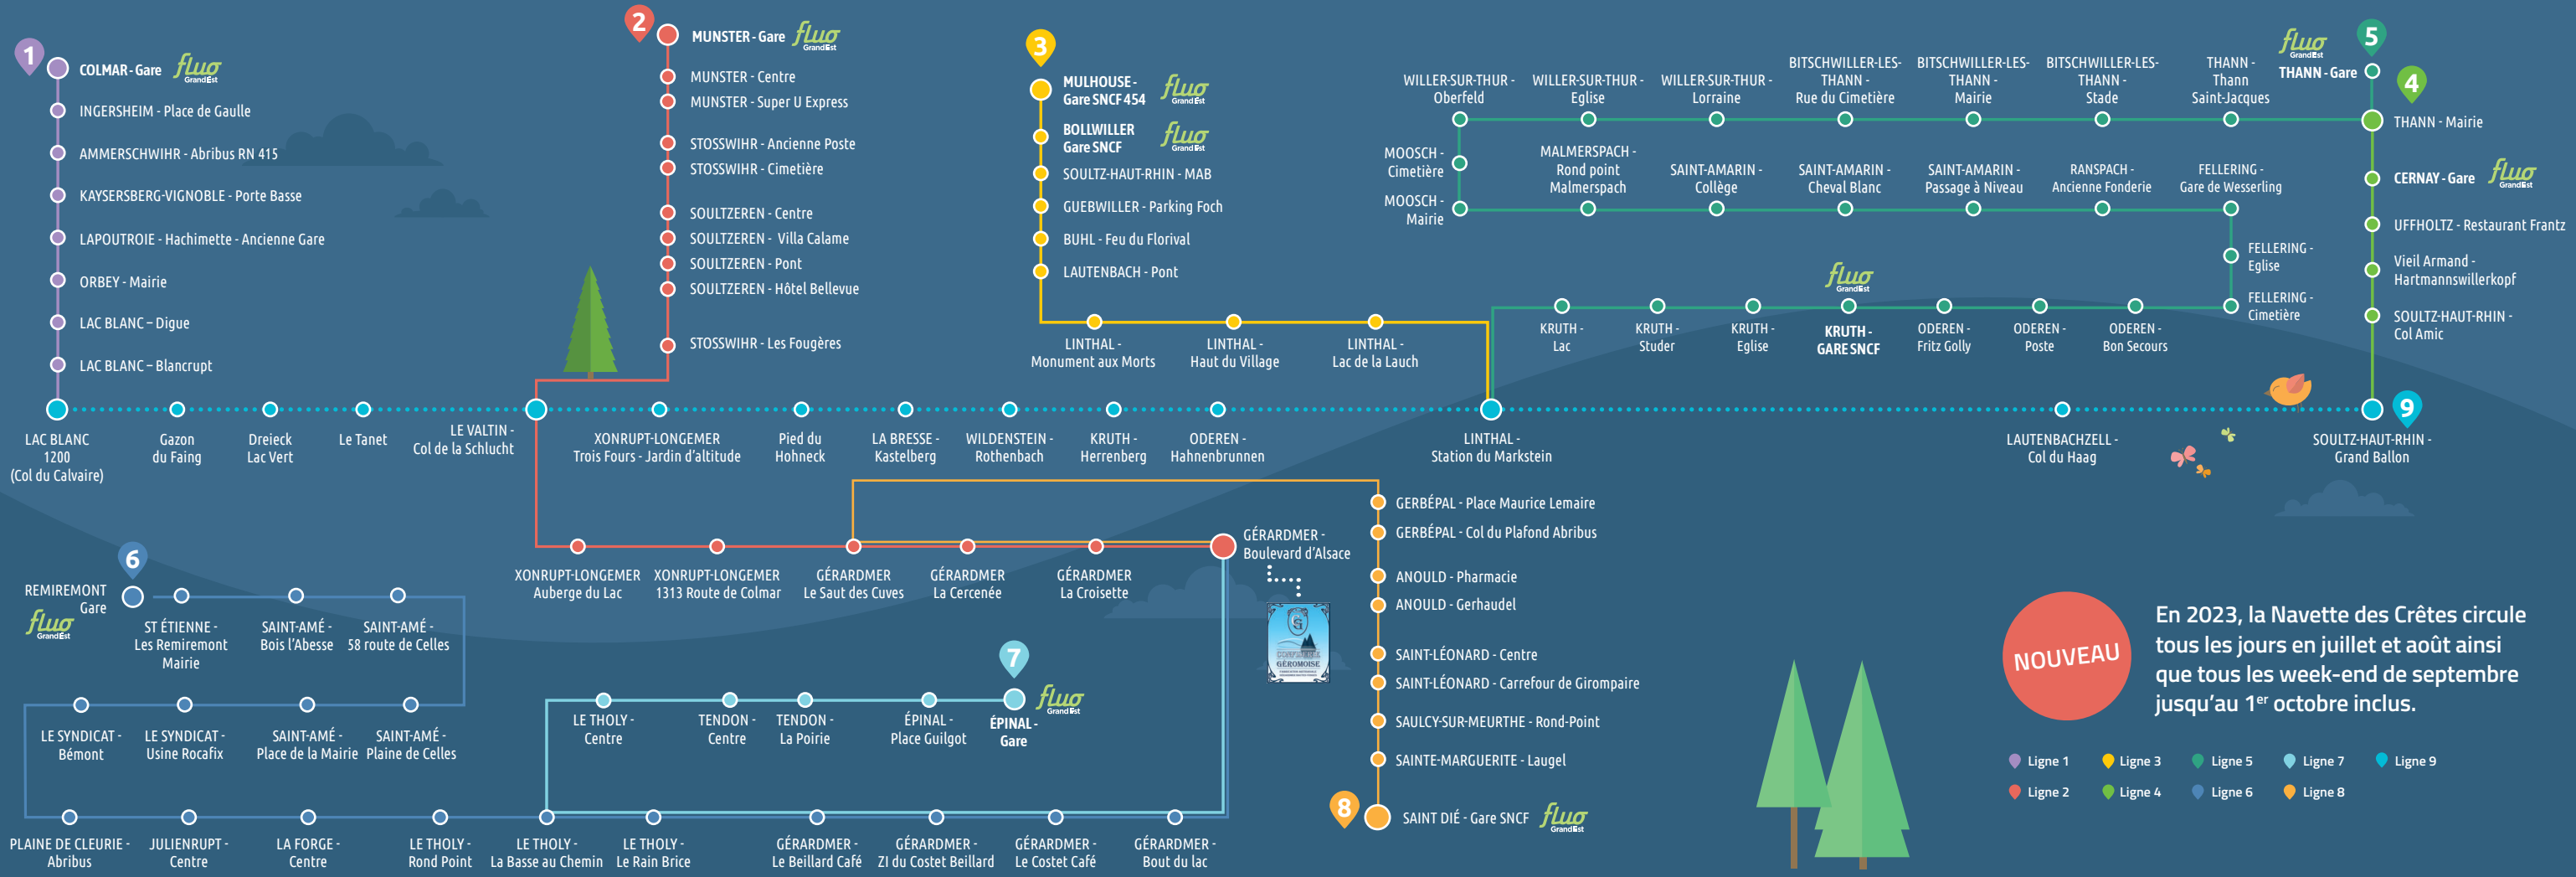 1
COLMAR - Gare
fluo
GrandEst
INGERSHEIM - Place de Gaulle
AMMERSCHWIHR - Abribus RN 415
KAYSERSBERG-VIGNOBLE - Porte Basse
LAPOUTROIE - Hachimette - Ancienne Gare
ORBEY - Mairie
LAC BLANC – Digue
LAC BLANC – Blancrupt
2
MUNSTER - Gare
fluo
GrandEst
MUNSTER - Centre
MUNSTER - Super U Express
STOSSWIHR - Ancienne Poste
STOSSWIHR - Cimetière
SOULTZEREN - Centre
SOULTZEREN - Villa Calame
SOULTZEREN - Pont
SOULTZEREN - Hôtel Bellevue
STOSSWIHR - Les Fougères
3
MULHOUSE -
Gare SNCF 454
fluo
GrandEst
BOLLWILLER
Gare SNCF
fluo
GrandEst
SOULTZ-HAUT-RHIN - MAB
GUEBWILLER - Parking Foch
BUHL - Feu du Florival
LAUTENBACH - Pont
LINTHAL -
Monument aux Morts
LINTHAL -
Haut du Village
LINTHAL -
Lac de la Lauch
5
fluo
GrandEst
THANN - Gare
4
THANN - Mairie
WILLER-SUR-THUR -
Oberfeld
WILLER-SUR-THUR -
Eglise
WILLER-SUR-THUR -
Lorraine
BITSCHWILLER-LES-
THANN -
Rue du Cimetière
BITSCHWILLER-LES-
THANN -
Mairie
BITSCHWILLER-LES-
THANN -
Stade
THANN -
Thann
Saint-Jacques
MOOSCH -
Cimetière
MOOSCH -
Mairie
MALMERSPACH -
Rond point
Malmerspach
SAINT-AMARIN -
Collège
SAINT-AMARIN -
Cheval Blanc
SAINT-AMARIN -
Passage à Niveau
RANSPACH -
Ancienne Fonderie
FELLERING -
Gare de Wesserling
FELLERING -
Eglise
FELLERING -
Cimetière
KRUTH -
Lac
KRUTH -
Studer
KRUTH -
Eglise
fluo
GrandEst
KRUTH -
GARE SNCF
ODEREN -
Fritz Golly
ODEREN -
Poste
ODEREN -
Bon Secours
CERNAY - Gare
fluo
GrandEst
UFFHOLTZ - Restaurant Frantz
Vieil Armand -
Hartmannswillerkopf
SOULTZ-HAUT-RHIN -
Col Amic
9
LAC BLANC
1200
(Col du Calvaire)
Gazon
du Faing
Dreieck
Lac Vert
Le Tanet
LE VALTIN -
Col de la Schlucht
XONRUPT-LONGEMER
Trois Fours - Jardin d'altitude
Pied du
Hohneck
LA BRESSE -
Kastelberg
WILDENSTEIN -
Rothenbach
KRUTH -
Herrenberg
ODEREN -
Hahnenbrunnen
LINTHAL -
Station du Markstein
LAUTENBACHZELL -
Col du Haag
SOULTZ-HAUT-RHIN -
Grand Ballon
XONRUPT-LONGEMER
Auberge du Lac
XONRUPT-LONGEMER
1313 Route de Colmar
GÉRARDMER
Le Saut des Cuves
GÉRARDMER
La Cercenée
GÉRARDMER
La Croisette
GÉRARDMER -
Boulevard d'Alsace
GÉROMOISE
GERBÉPAL - Place Maurice Lemaire
GERBÉPAL - Col du Plafond Abribus
ANOULD - Pharmacie
ANOULD - Gerhaudel
SAINT-LÉONARD - Centre
SAINT-LÉONARD - Carrefour de Girompaire
SAULCY-SUR-MEURTHE - Rond-Point
SAINTE-MARGUERITE - Laugel
8
SAINT DIÉ - Gare SNCF
fluo
GrandEst
6
REMIREMONT
Gare
fluo
GrandEst
ST ÉTIENNE -
Les Remiremont
Mairie
SAINT-AMÉ -
Bois l'Abesse
SAINT-AMÉ -
58 route de Celles
LE SYNDICAT -
Bémont
LE SYNDICAT -
Usine Rocafix
SAINT-AMÉ -
Place de la Mairie
SAINT-AMÉ -
Plaine de Celles
PLAINE DE CLEURIE -
Abribus
JULIENRUPT -
Centre
LA FORGE -
Centre
LE THOLY -
Rond Point
LE THOLY -
La Basse au Chemin
LE THOLY -
Le Rain Brice
GÉRARDMER -
Le Beillard Café
GÉRARDMER -
ZI du Costet Beillard
GÉRARDMER -
Le Costet Café
GÉRARDMER -
Bout du lac
7
fluo
GrandEst
LE THOLY -
Centre
TENDON -
Centre
TENDON -
La Poirie
ÉPINAL -
Place Guilgot
ÉPINAL -
Gare
NOUVEAU
En 2023, la Navette des Crêtes circule
tous les jours en juillet et août ainsi
que tous les week-end de septembre
jusqu'au 1er octobre inclus.
Ligne 1
Ligne 3
Ligne 5
Ligne 7
Ligne 9
Ligne 2
Ligne 4
Ligne 6
Ligne 8